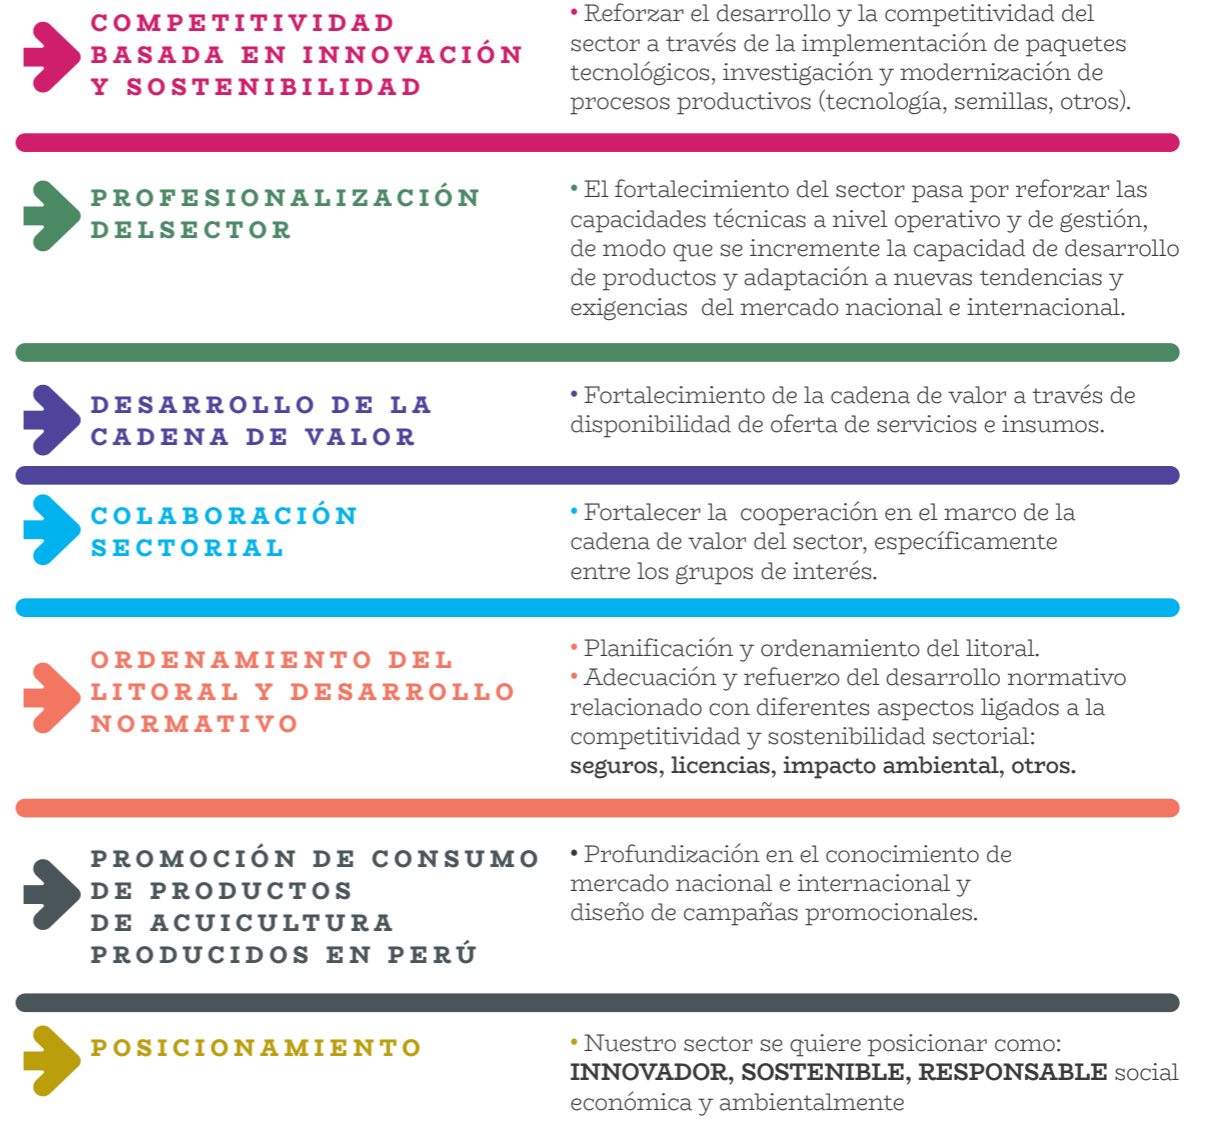 COMPETITIVIDAD
BASADA EN INNOVACIÓN
Y SOSTENIBILIDAD
• Reforzar el desarrollo y la competitividad del
sector a través de la implementación de paquetes
tecnológicos, investigación y modernización de
procesos productivos (tecnología, semillas, otros).
PROFESIONALIZACIÓN
DELSECTOR
• El fortalecimiento del sector pasa por reforzar las
capacidades técnicas a nivel operativo y de gestión,
de modo que se incremente la capacidad de desarrollo
de productos y adaptación a nuevas tendencias y
exigencias del mercado nacional e internacional.
DESARROLLO DE LA
CADENA DE VALOR
• Fortalecimiento de la cadena de valor a través de
disponibilidad de oferta de servicios e insumos.
COLABORACIÓN
SECTORIAL
• Fortalecer la cooperación en el marco de la
cadena de valor del sector, específicamente
entre los grupos de interés.
ORDENAMIENTO DEL
LITORAL Y DESARROLLO
NORMATIVO
• Planificación y ordenamiento del litoral.
• Adecuación y refuerzo del desarrollo normativo
relacionado con diferentes aspectos ligados a la
competitividad y sostenibilidad sectorial:
seguros, licencias, impacto ambiental, otros.
PROMOCIÓN DE CONSUMO
DE PRODUCTOS
DE ACUICULTURA
PRODUCIDOS EN PERÚ
• Profundización en el conocimiento de
mercado nacional e internacional y
diseño de campañas promocionales.
POSICIONAMIENTO
• Nuestro sector se quiere posicionar como:
INNOVADOR, SOSTENIBLE, RESPONSABLE social
económica y ambientalmente